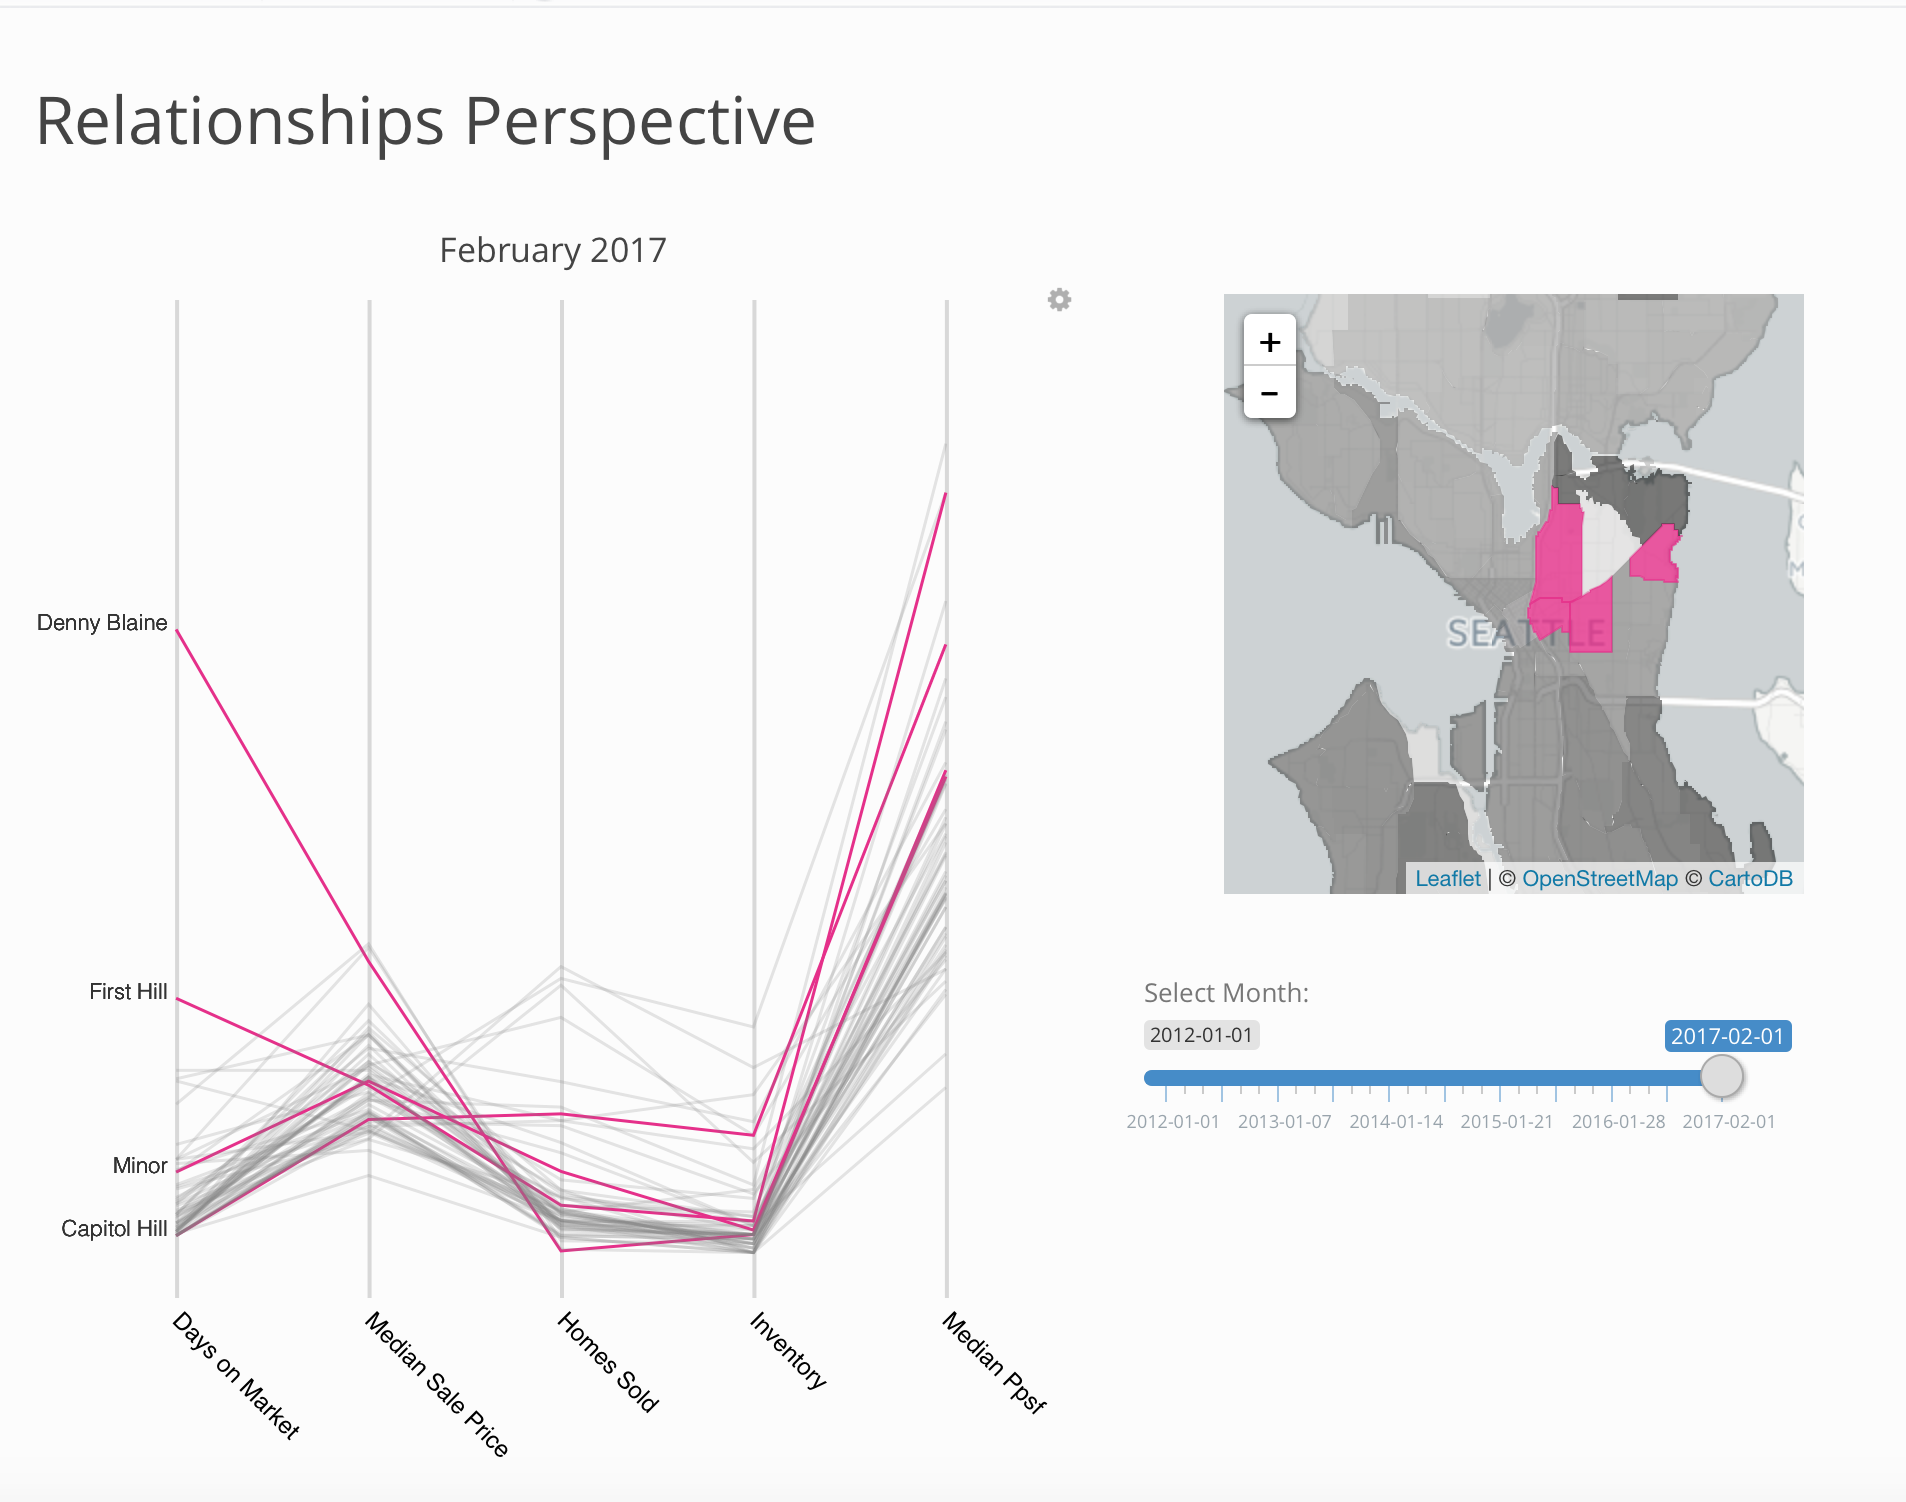 Relationships Perspective
February 2017
Denny Blaine
First Hill
Minor
Capitol Hill
Days on Market
Median Sale Price
Homes Sold
Inventory
Median Ppsf
+
-
SEATTLE
Leaflet | © OpenStreetMap © CartoDB
Select Month:
2012-01-01
2017-02-01
2012-01-01 2013-01-07 2014-01-14 2015-01-21 2016-01-28 2017-02-01